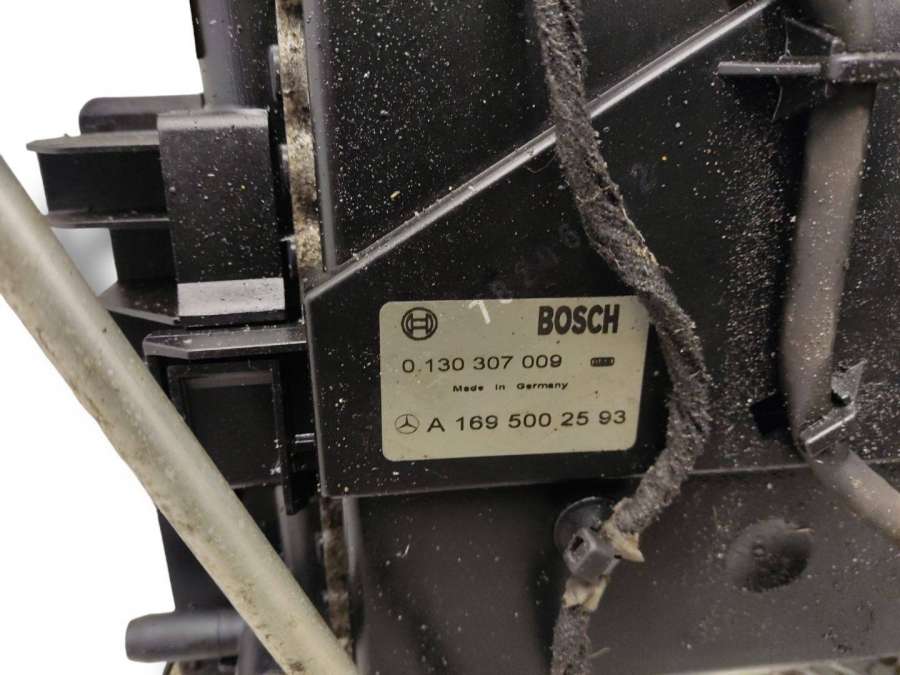 BOSCH
0 130 307 009
Made in Germany
A 169 500 25 93